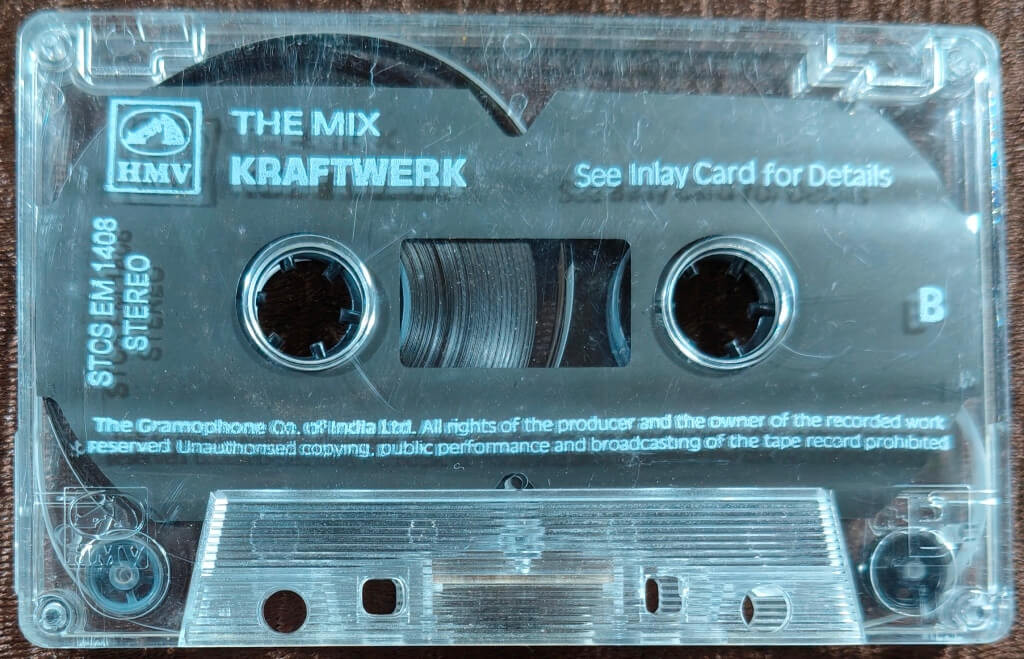 THE MIX
HMV
KRAFTWERK
See Inlay Card for Details
STCS EM 1408
STEREO
B
The Gramophone Co. of India Ltd. All rights of the producer and the owner of the recorded work
reserved Unauthorised copying, public performance and broadcasting of the tape record prohibited